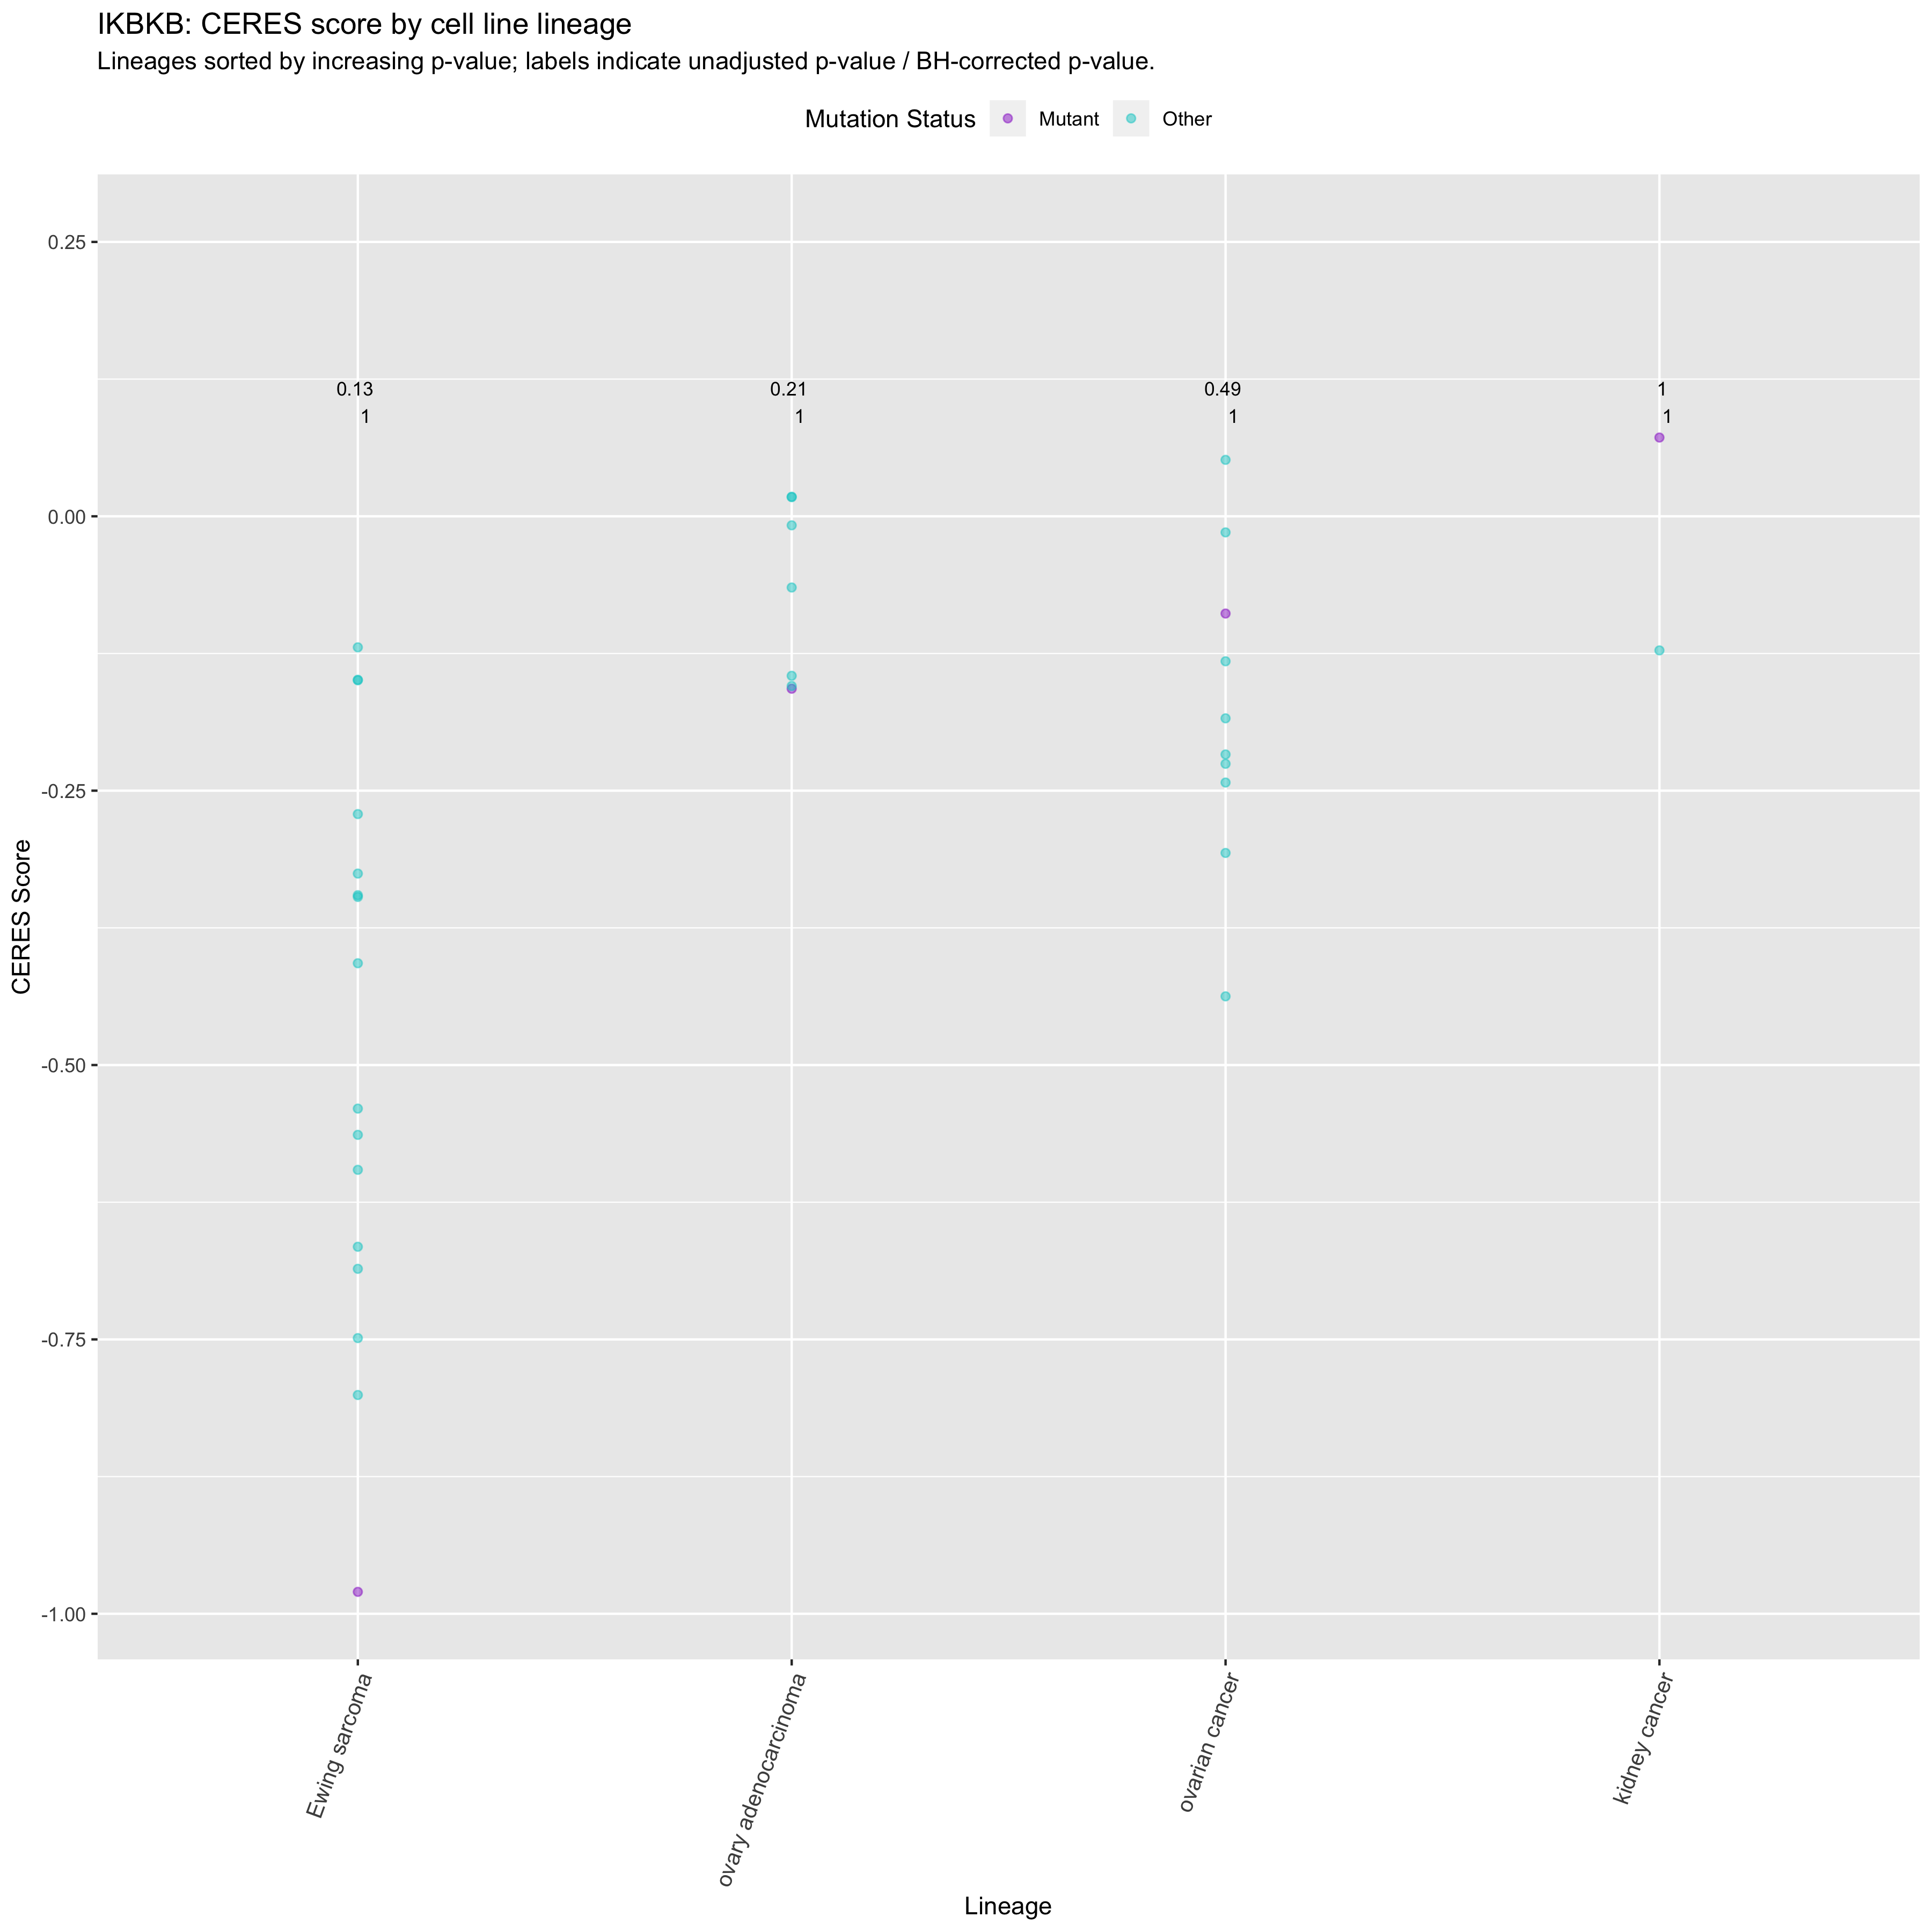 IKBKB: CERES score by cell line lineage
Lineages sorted by increasing p-value; labels indicate unadjusted p-value / BH-corrected p-value.
Mutation Status Mutant Other
0.25
0.13 0.21 0.49 1
1 1 1 1
0.00
-0.25
CERES Score
-0.50
-0.75
-1.00
Ewing sarcoma
ovary adenocarcinoma
ovarian cancer
kidney cancer
Lineage